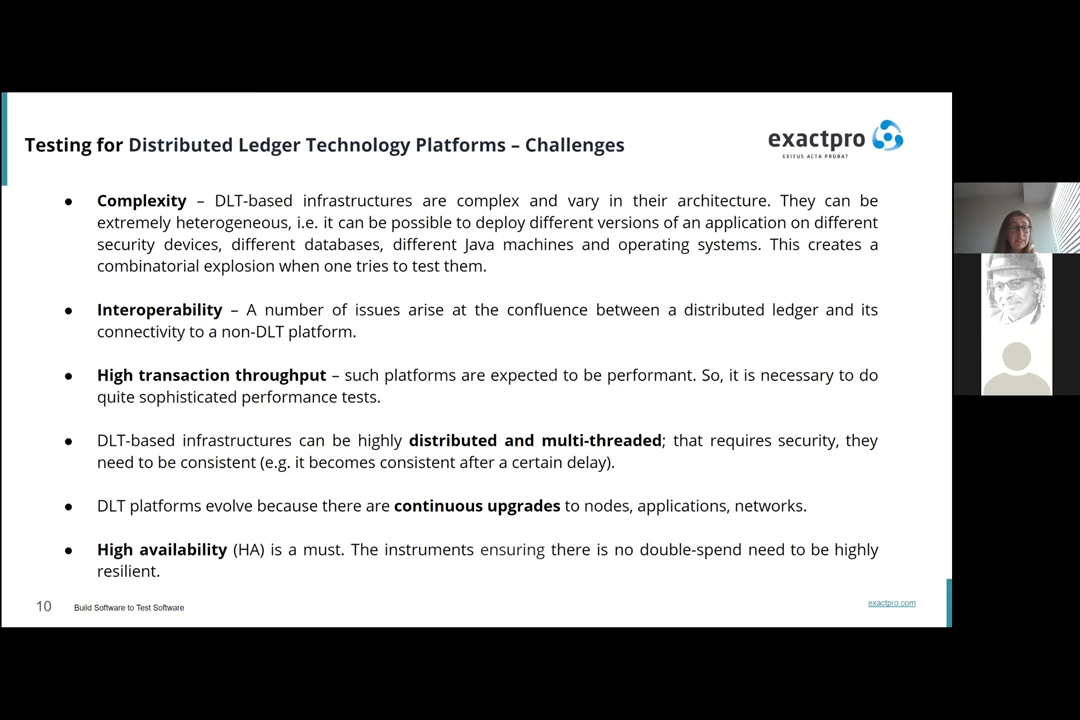 Testing for Distributed Ledger Technology Platforms – Challenges
exactpro
EXITUS ACTA PROBAT
● Complexity – DLT-based infrastructures are complex and vary in their architecture. They can be
extremely heterogeneous, i.e. it can be possible to deploy different versions of an application on different
security devices, different databases, different Java machines and operating systems. This creates a
combinatorial explosion when one tries to test them.
● Interoperability – A number of issues arise at the confluence between a distributed ledger and its
connectivity to a non-DLT platform.
● High transaction throughput – such platforms are expected to be performant. So, it is necessary to do
quite sophisticated performance tests.
● DLT-based infrastructures can be highly distributed and multi-threaded; that requires security, they
need to be consistent (e.g. it becomes consistent after a certain delay).
● DLT platforms evolve because there are continuous upgrades to nodes, applications, networks.
● High availability (HA) is a must. The instruments ensuring there is no double-spend need to be highly
resilient.
10 Build Software to Test Software
exactpro.com